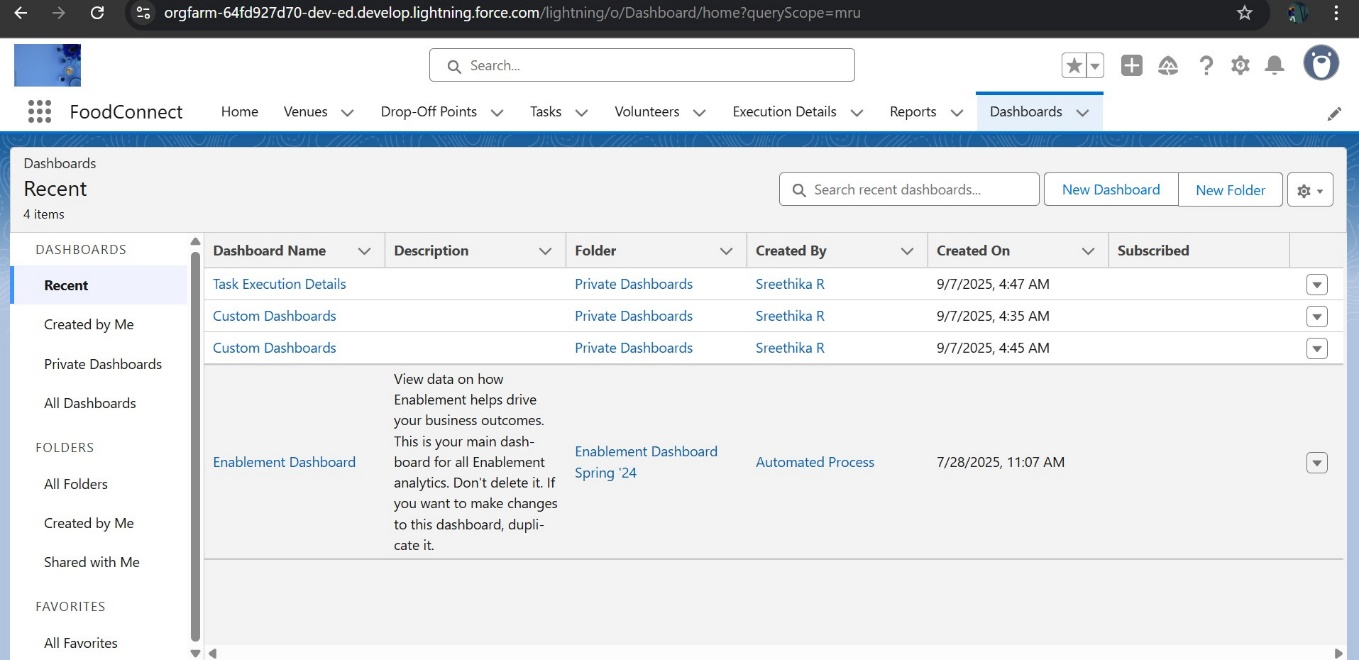 orgfarm-64fd927d70-dev-ed.develop.lightning.force.com/lightning/o/Dashboard/home?queryScope=mru
Search...
FoodConnect Home Venues Drop-Off Points Tasks Volunteers Execution Details Reports Dashboards
Dashboards
Recent
4 items
Search recent dashboards...
New Dashboard
New Folder
DASHBOARDS
Recent
Created by Me
Private Dashboards
All Dashboards
FOLDERS
All Folders
Created by Me
Shared with Me
FAVORITES
All Favorites
Dashboard Name Description Folder Created By Created On Subscribed
Task Execution Details Private Dashboards Sreethika R 9/7/2025, 4:47 AM
Custom Dashboards Private Dashboards Sreethika R 9/7/2025, 4:35 AM
Custom Dashboards Private Dashboards Sreethika R 9/7/2025, 4:45 AM
Enablement Dashboard
View data on how
Enablement helps drive
your business outcomes.
This is your main dash-
board for all Enablement
analytics. Don't delete it. If
you want to make changes
to this dashboard, dupli-
cate it.
Enablement Dashboard
Spring '24
Automated Process
7/28/2025, 11:07 AM